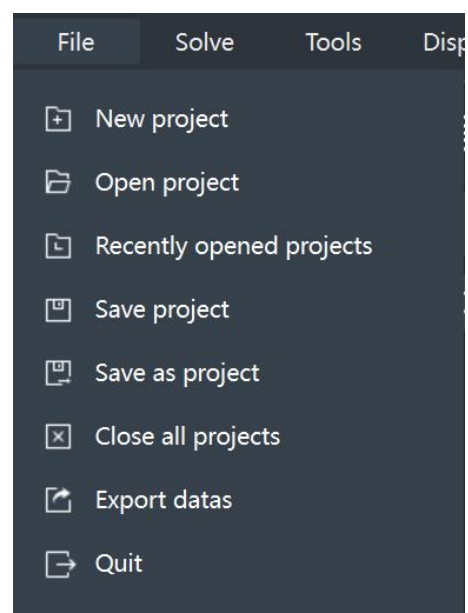 File Solve Tools Disp
New project
Open project
Recently opened projects
Save project
Save as project
Close all projects
Export datas
Quit